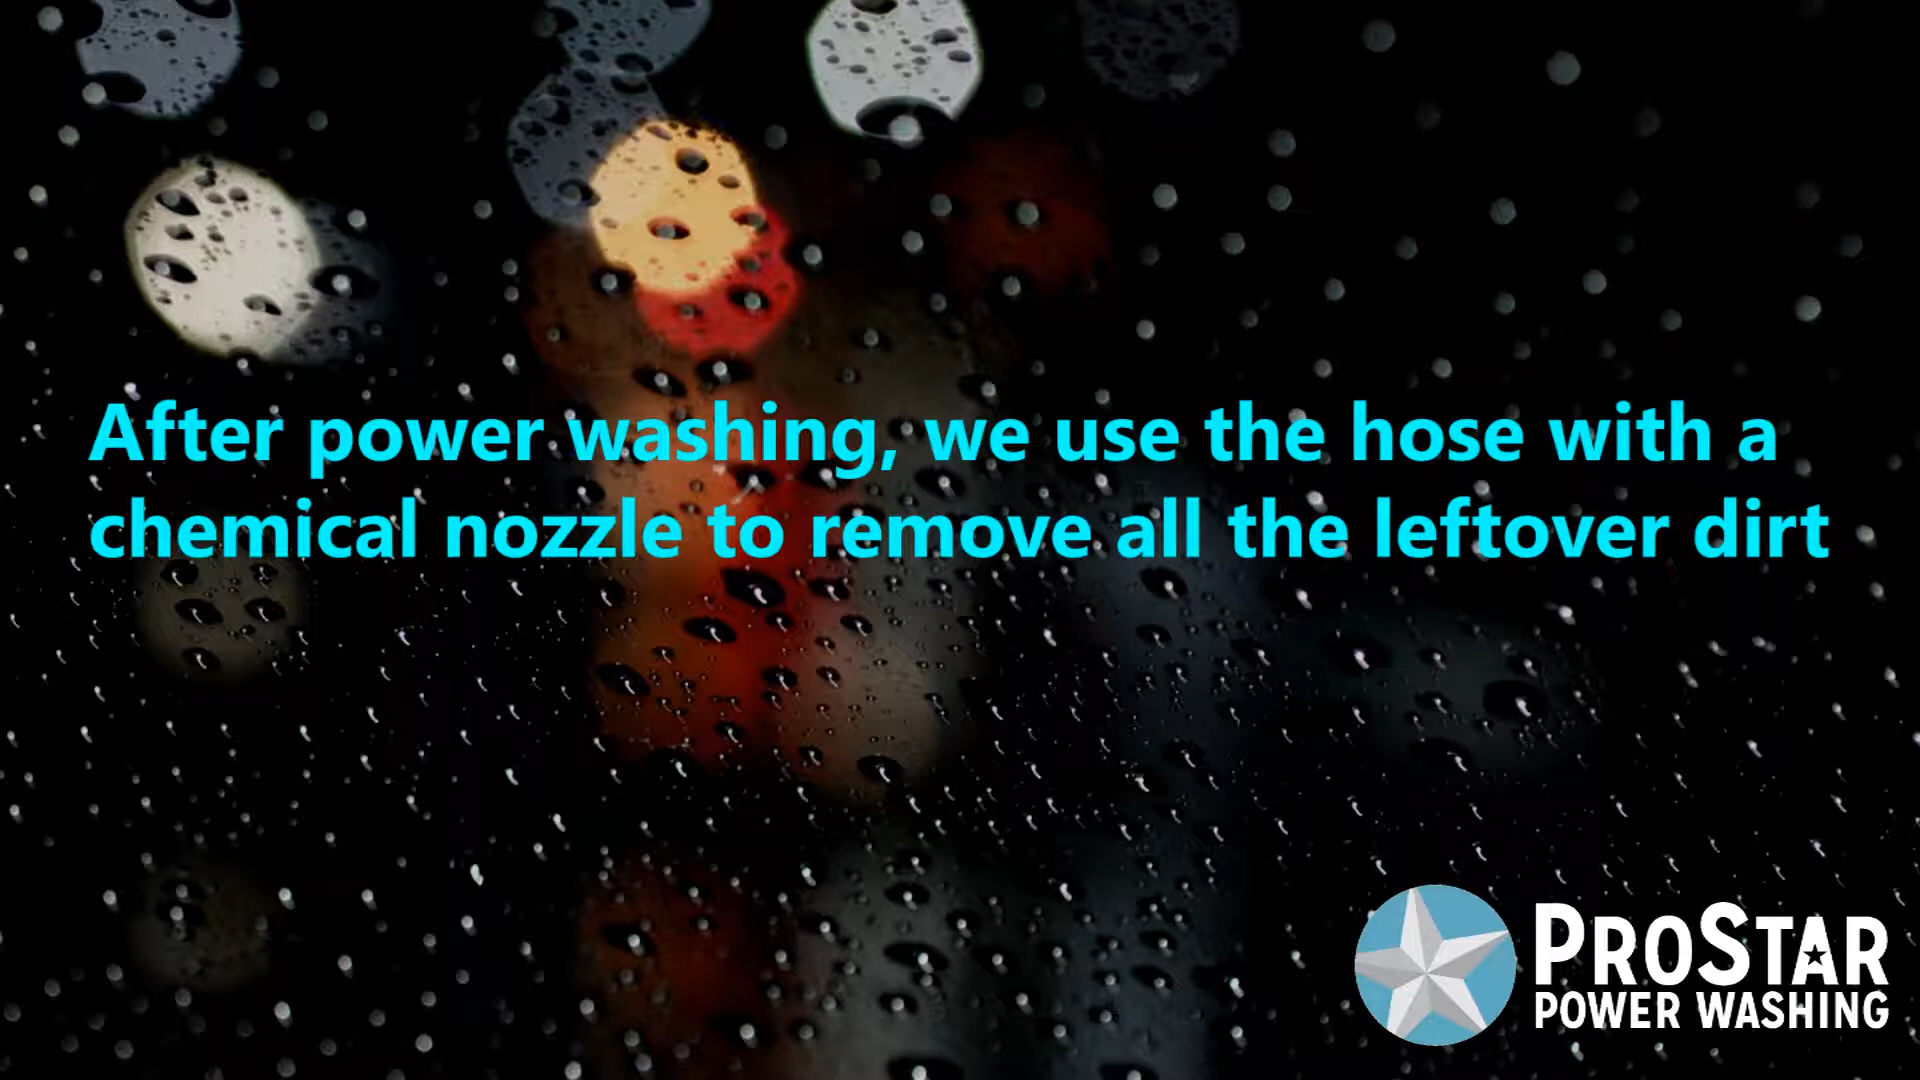 After power washing, we use the hose with a
chemical nozzle to remove all the leftover dirt
PROSTAR
POWER WASHING